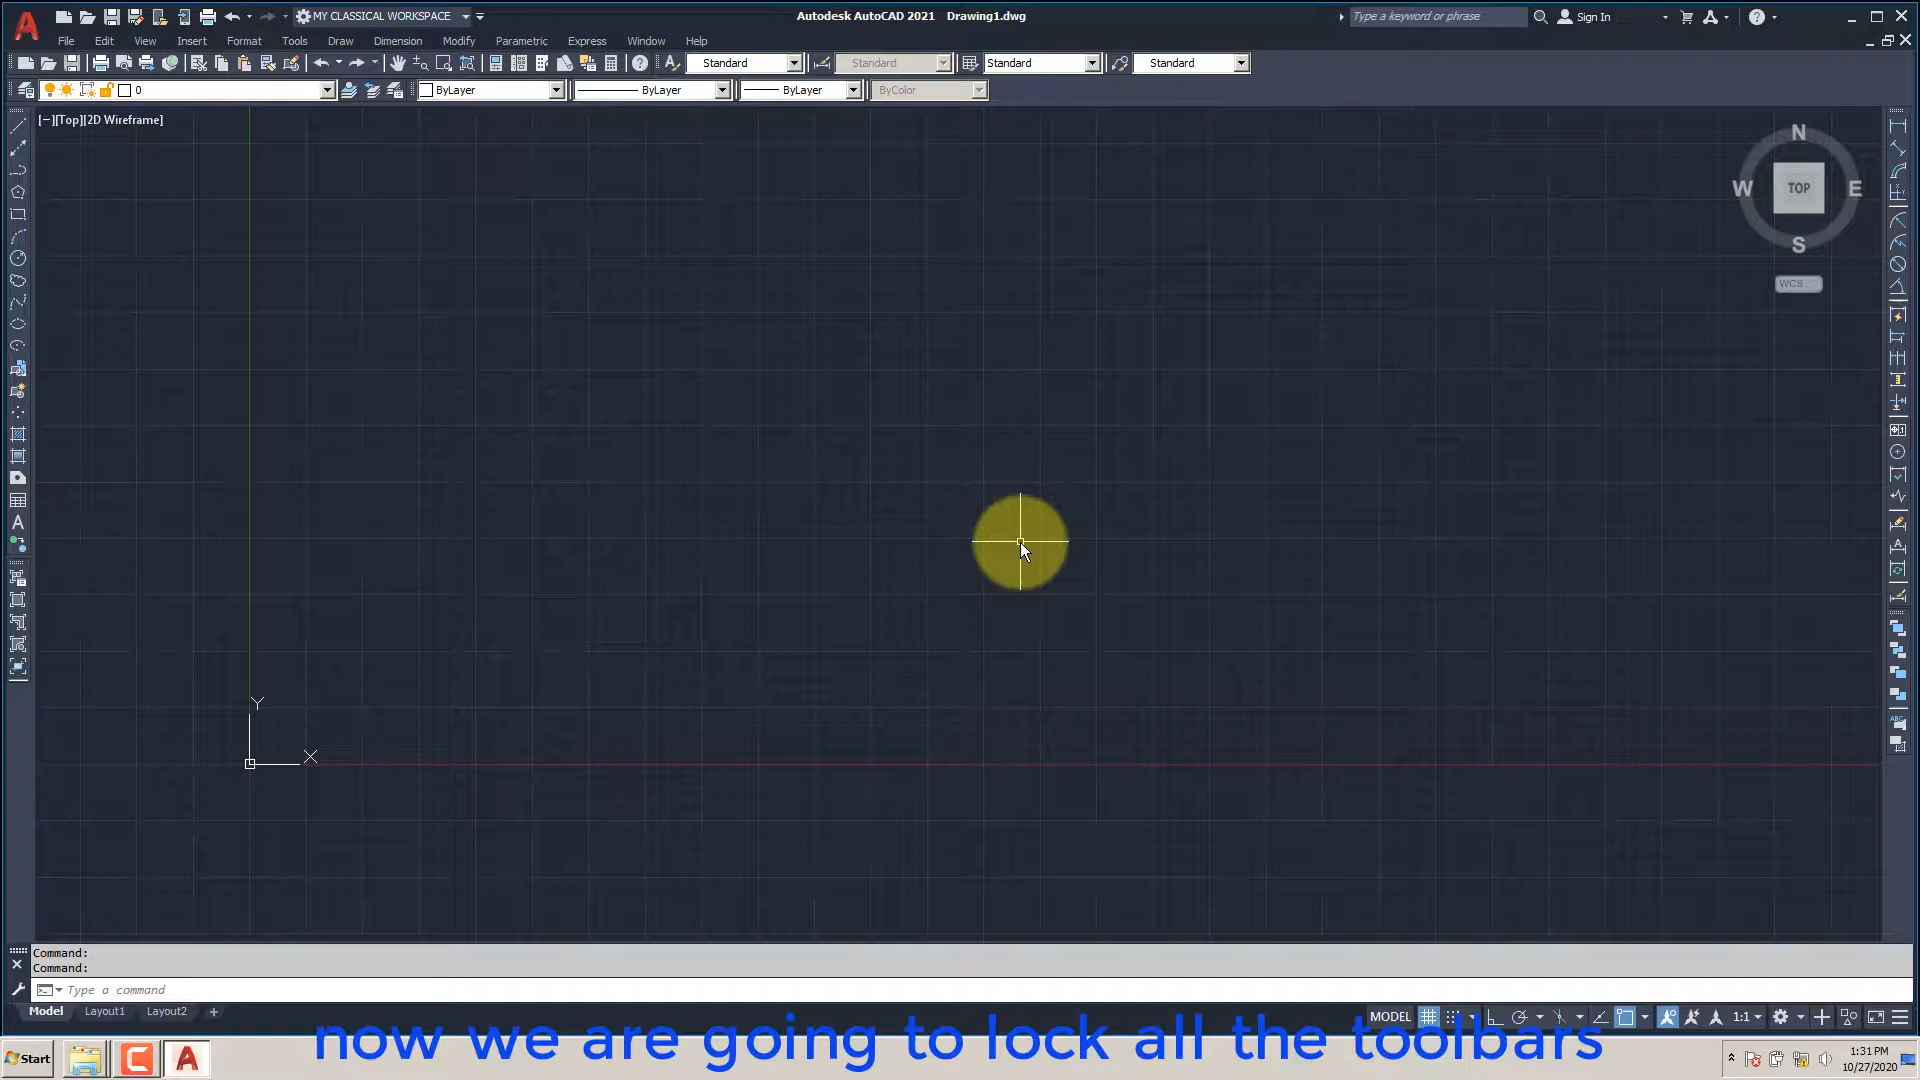 MY CLASSICAL WORKSPACE
Autodesk AutoCAD 2021 Drawing1.dwg
Type a keyword or phrase
Sign In
File Edit View Insert Format Tools Draw Dimension Modify Parametric Express Window Help
Standard Standard Standard Standard
0 ByLayer ByLayer ByLayer ByColor
[−][Top][2D Wireframe]
N
W TOP E
S
WCS
Y
X
Command:
Command:
Type a command
Model Layout1 Layout2 +
MODEL 1:1
now we are going to lock all the toolbars
Start
1:31 PM
10/27/2020